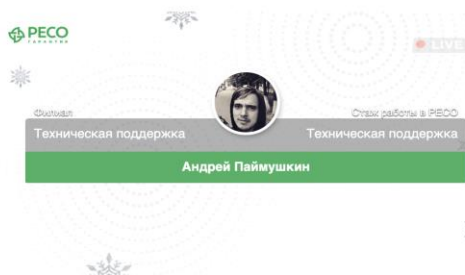 РЕСО
ГАРАНТИЯ
LIVE
Филиал
Стаж работы в РЕСО
Техническая поддержка
Техническая поддержка
Андрей Паймушкин